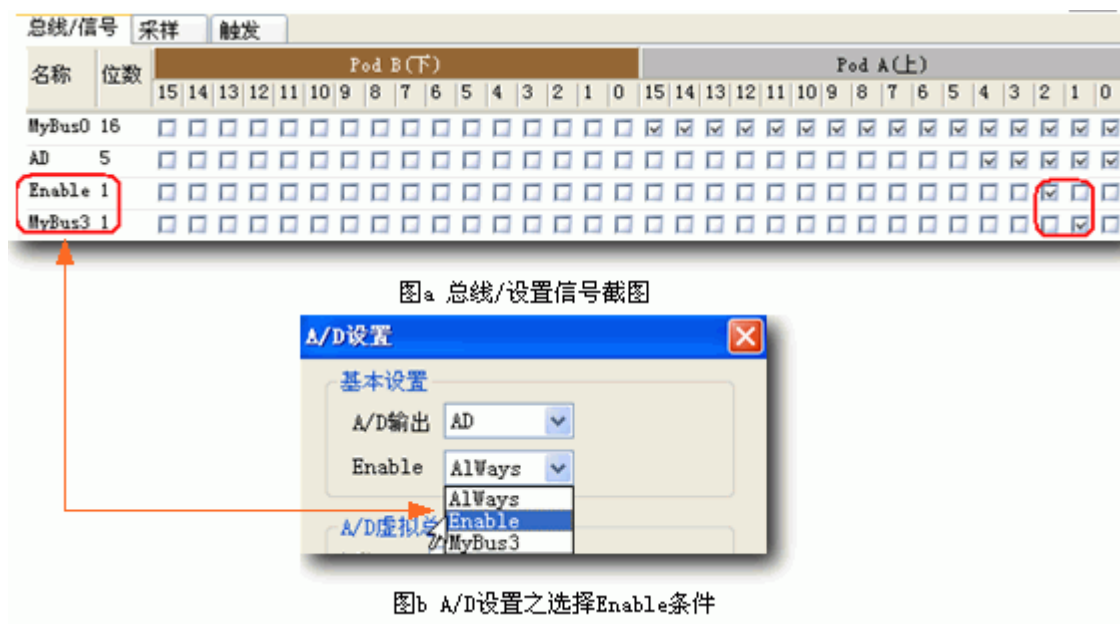 总线/信号 采样 触发
名称 位数 Pod B(下) Pod A(上)
15 14 13 12 11 10 9 8 7 6 5 4 3 2 1 0 15 14 13 12 11 10 9 8 7 6 5 4 3 2 1 0
MyBus0 16
AD 5
Enable 1
MyBus3 1
图a 总线/设置信号截图
A/D设置
基本设置
A/D输出 AD
Enable AlWays
AlWays
Enable
A/D虚拟总
MyBus3
图b A/D设置之选择Enable条件